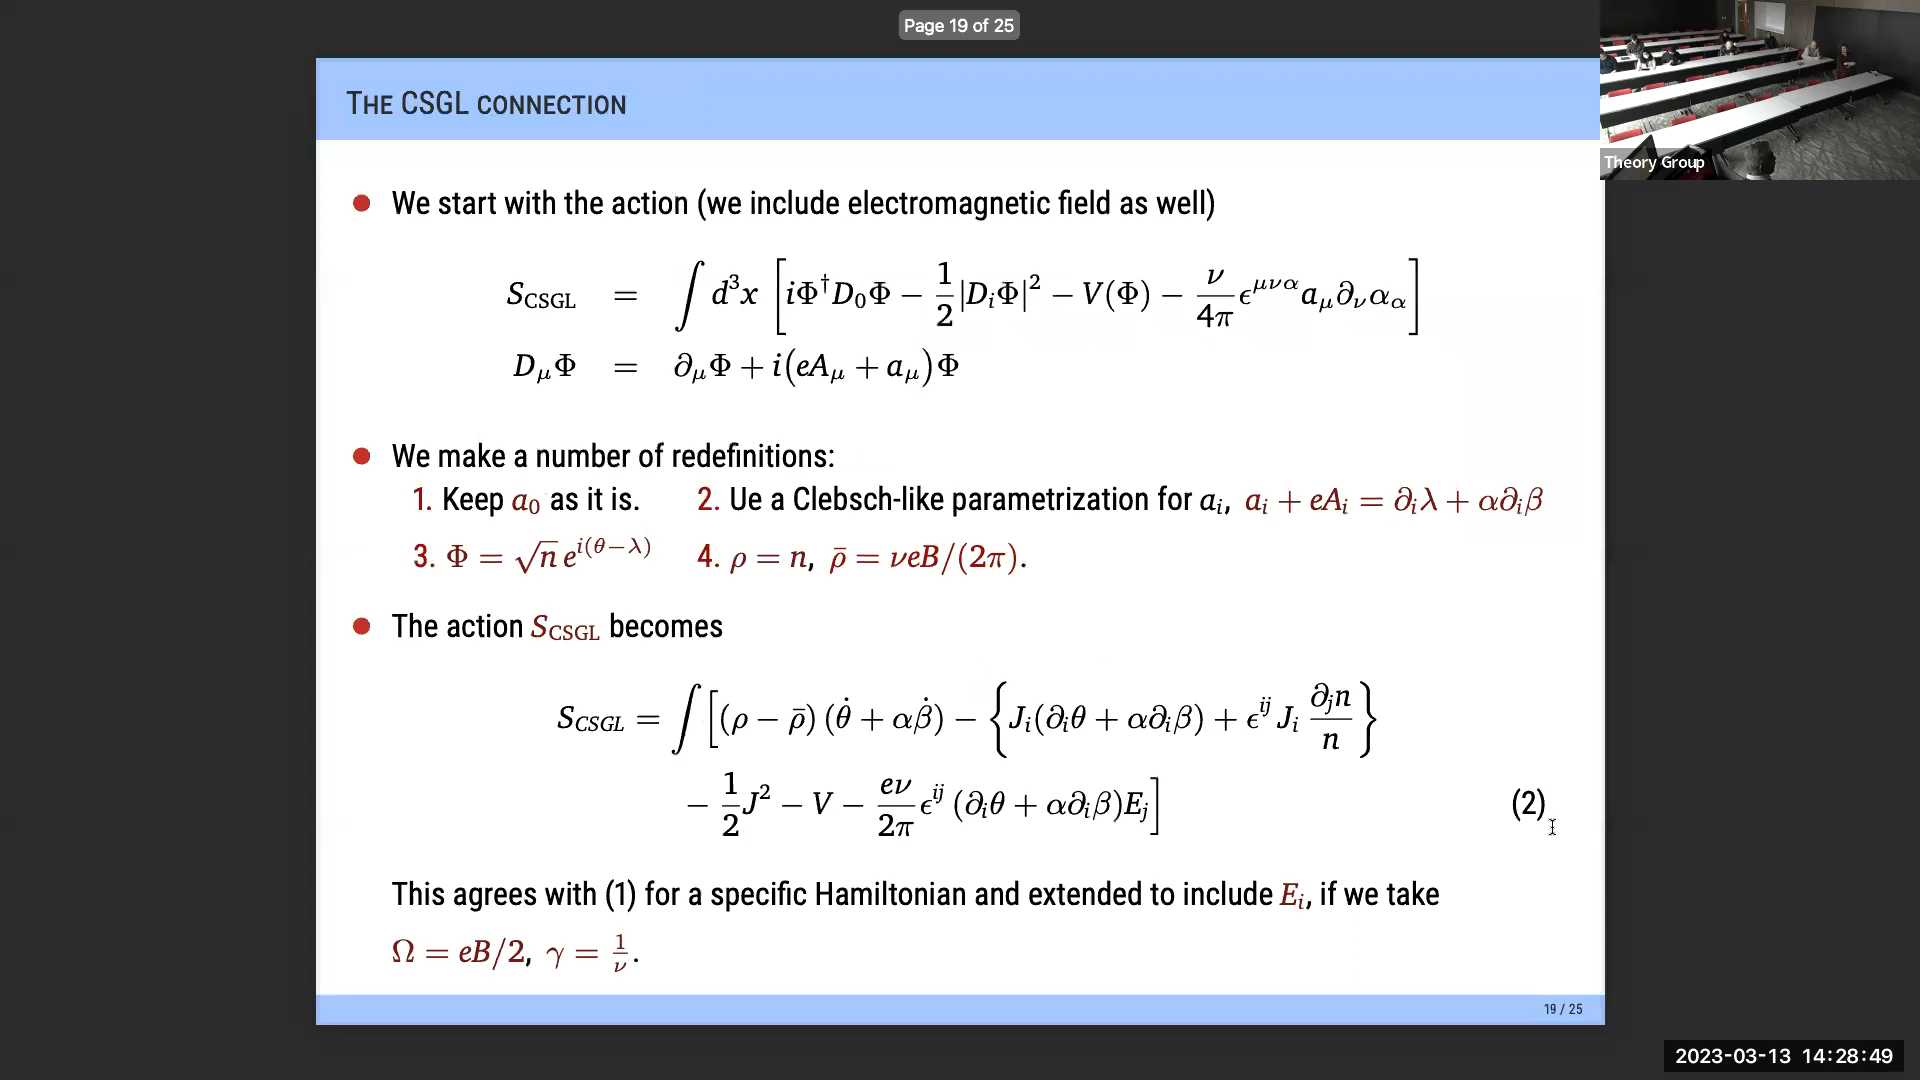 Page 19 of 25
THE CSGL CONNECTION
Theory Group
• We start with the action (we include electromagnetic field as well)
S_CSGL = ∫ d³x [iΦ†D₀Φ − 1/2 |D_iΦ|² − V(Φ) − ν/4π ϵ^{μνα} a_μ ∂_ν α_α]
D_μΦ = ∂_μΦ + i(eA_μ + a_μ)Φ
• We make a number of redefinitions:
1. Keep a₀ as it is. 2. Ue a Clebsch-like parametrization for a_i, a_i + eA_i = ∂_iλ + α∂_iβ
3. Φ = √n e^{i(θ−λ)} 4. ρ = n, ρ̄ = νeB/(2π).
• The action S_CSGL becomes
S_CSGL = ∫ [(ρ − ρ̄) (θ̇ + αβ̇) − {J_i(∂_iθ + α∂_iβ) + ϵ^{ij} J_i ∂_jn/n}
− 1/2 J² − V − eν/2π ϵ^{ij} (∂_iθ + α∂_iβ)E_j] (2)
This agrees with (1) for a specific Hamiltonian and extended to include E_i, if we take
Ω = eB/2, γ = 1/ν.
19 / 25
2023-03-13 14:28:49